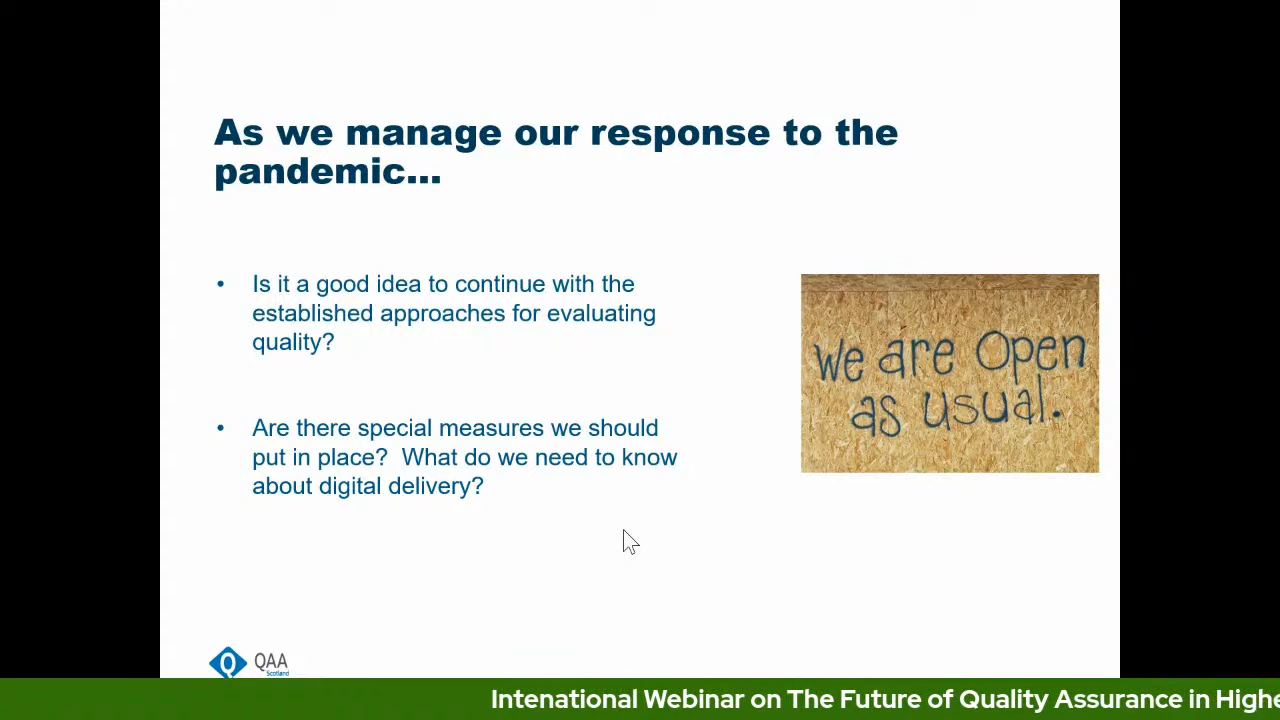 As we manage our response to the
pandemic...
• Is it a good idea to continue with the
established approaches for evaluating
quality?
• Are there special measures we should
put in place?  What do we need to know
about digital delivery?
we are Open
as usual.
QAA
Scotland
Intenational Webinar on The Future of Quality Assurance in Highe